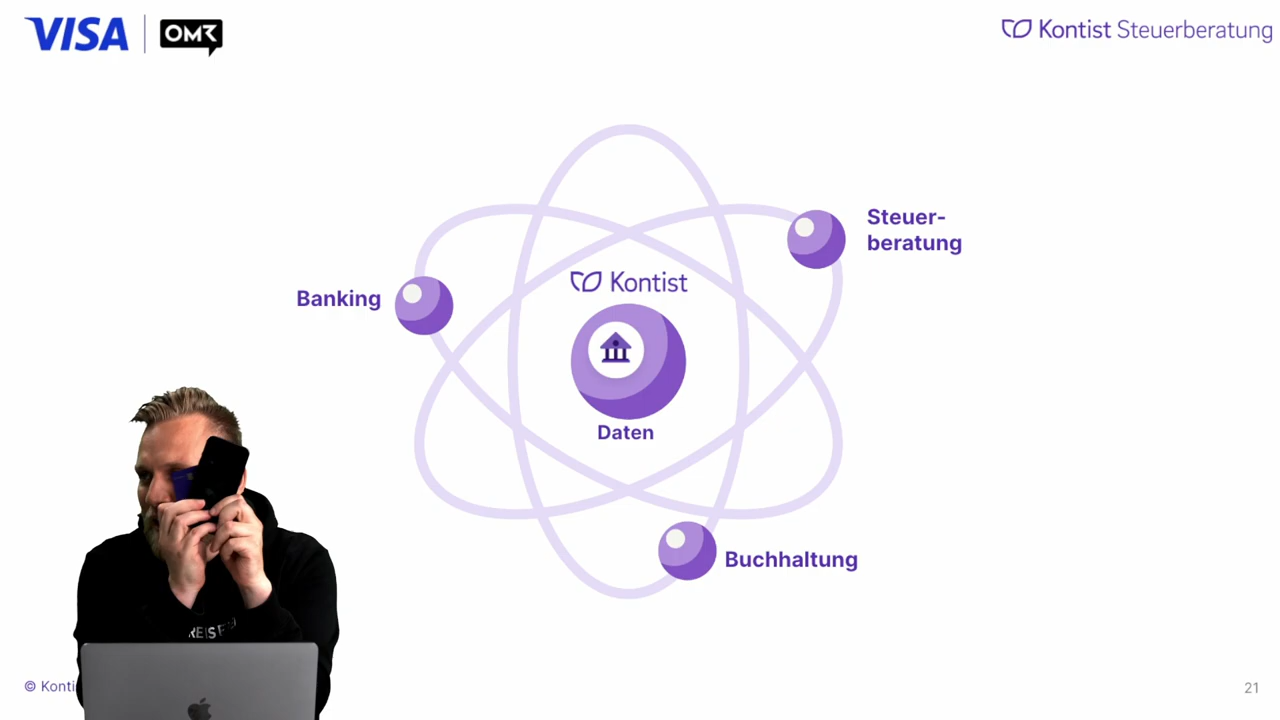 VISA
OMR
Kontist Steuerberatung
Steuer-
beratung
Kontist
Banking
Daten
Buchhaltung
© Konti
21